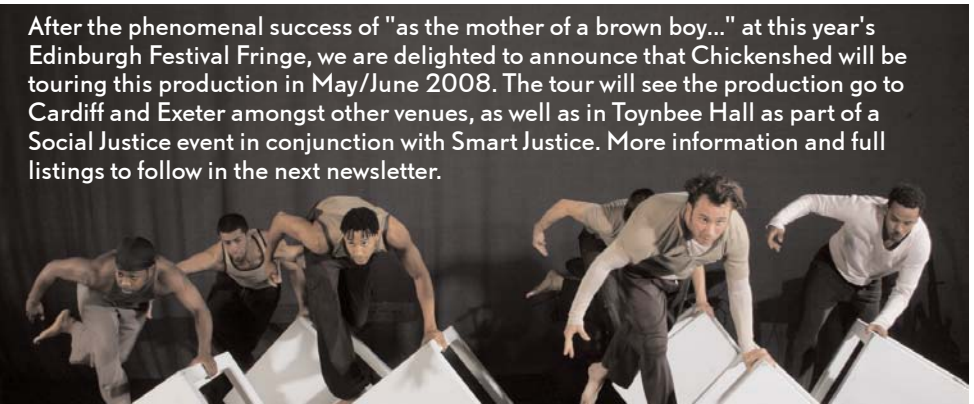 After the phenomenal success of "as the mother of a brown boy..." at this year's
Edinburgh Festival Fringe, we are delighted to announce that Chickenshed will be
touring this production in May/June 2008. The tour will see the production go to
Cardiff and Exeter amongst other venues, as well as in Toynbee Hall as part of a
Social Justice event in conjunction with Smart Justice. More information and full
listings to follow in the next newsletter.